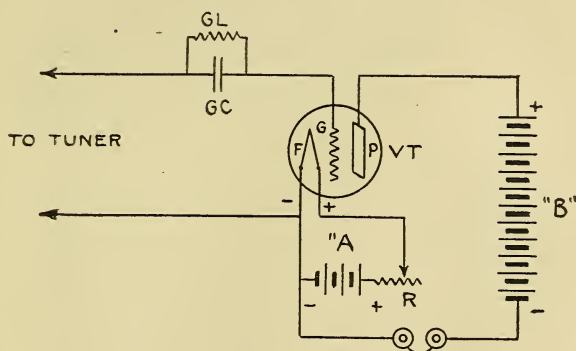 GL
GC
TO TUNER
F
G
P
VT
+
"B"
-
- +
"A
- + R